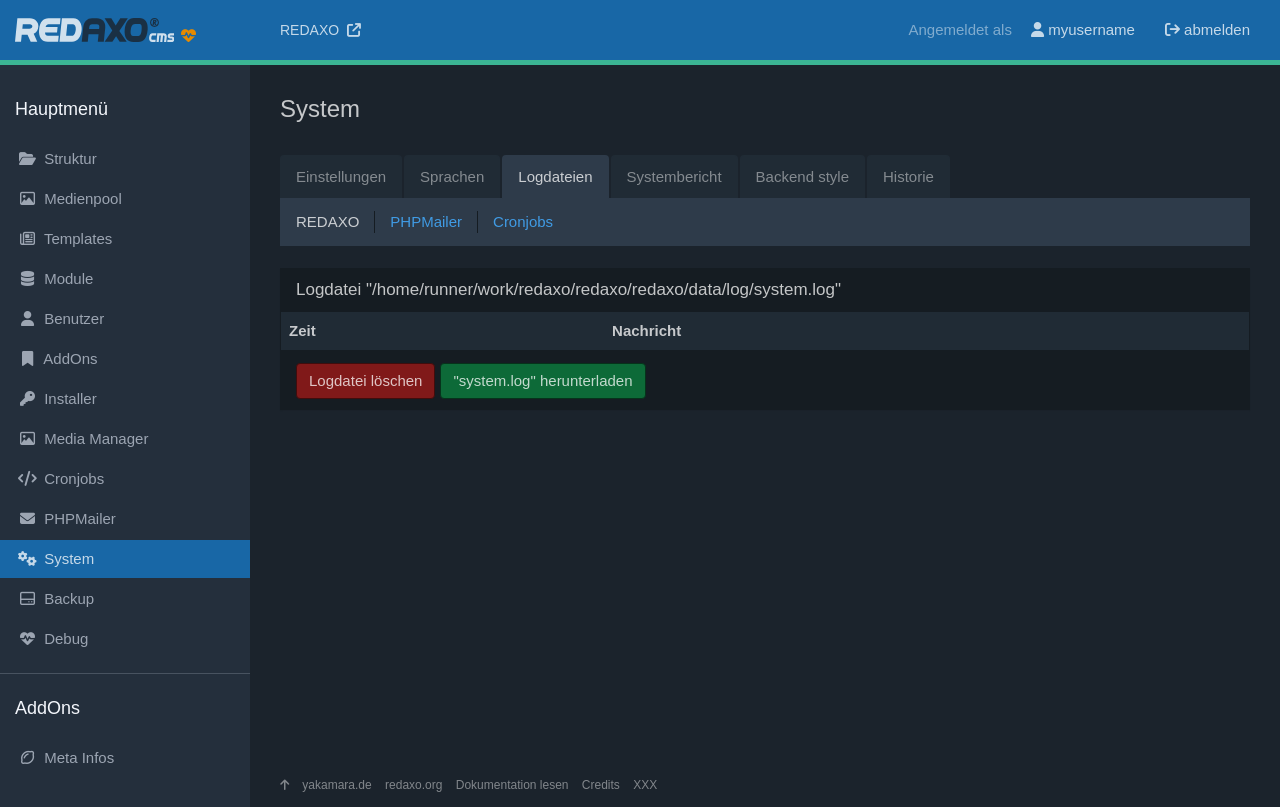 REDAXO® cms
REDAXO
Angemeldet als myusername abmelden
Hauptmenü
Struktur
Medienpool
Templates
Module
Benutzer
AddOns
Installer
Media Manager
Cronjobs
PHPMailer
System
Backup
Debug
AddOns
Meta Infos
System
Einstellungen Sprachen Logdateien Systembericht Backend style Historie
REDAXO PHPMailer Cronjobs
Logdatei "/home/runner/work/redaxo/redaxo/redaxo/data/log/system.log"
Zeit Nachricht
Logdatei löschen "system.log" herunterladen
yakamara.de redaxo.org Dokumentation lesen Credits XXX